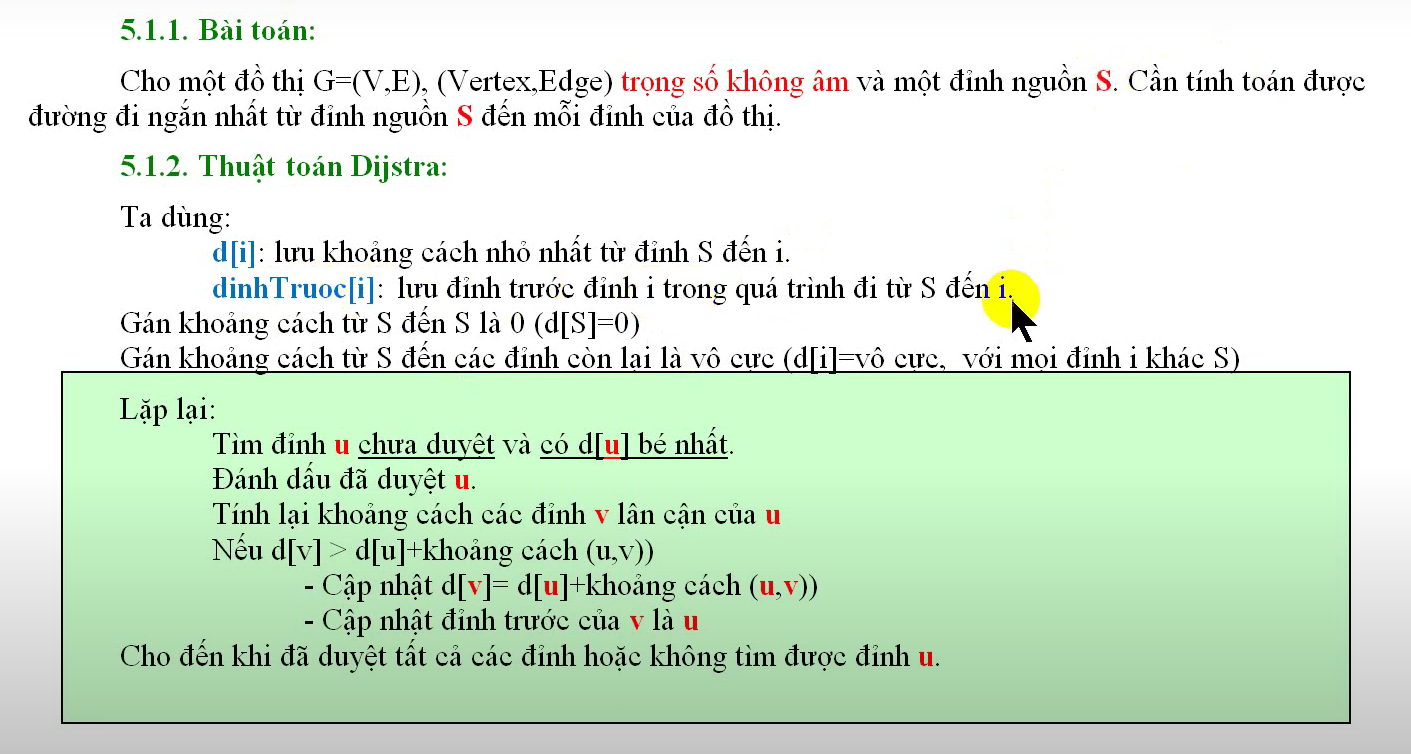 5.1.1. Bài toán:
Cho một đồ thị G=(V,E), (Vertex,Edge) trọng số không âm và một đỉnh nguồn S. Cần tính toán được
đường đi ngắn nhất từ đỉnh nguồn S đến mỗi đỉnh của đồ thị.
5.1.2. Thuật toán Dijstra:
Ta dùng:
d[i]: lưu khoảng cách nhỏ nhất từ đỉnh S đến i.
dinhTruoc[i]: lưu đỉnh trước đỉnh i trong quá trình đi từ S đến i.
Gán khoảng cách từ S đến S là 0 (d[S]=0)
Gán khoảng cách từ S đến các đỉnh còn lại là vô cực (d[i]=vô cực, với mọi đỉnh i khác S)
Lặp lại:
Tìm đỉnh u chưa duyệt và có d[u] bé nhất.
Đánh dấu đã duyệt u.
Tính lại khoảng cách các đỉnh v lân cận của u
Nếu d[v] > d[u]+khoảng cách (u,v))
- Cập nhật d[v]= d[u]+khoảng cách (u,v))
- Cập nhật đỉnh trước của v là u
Cho đến khi đã duyệt tất cả các đỉnh hoặc không tìm được đỉnh u.